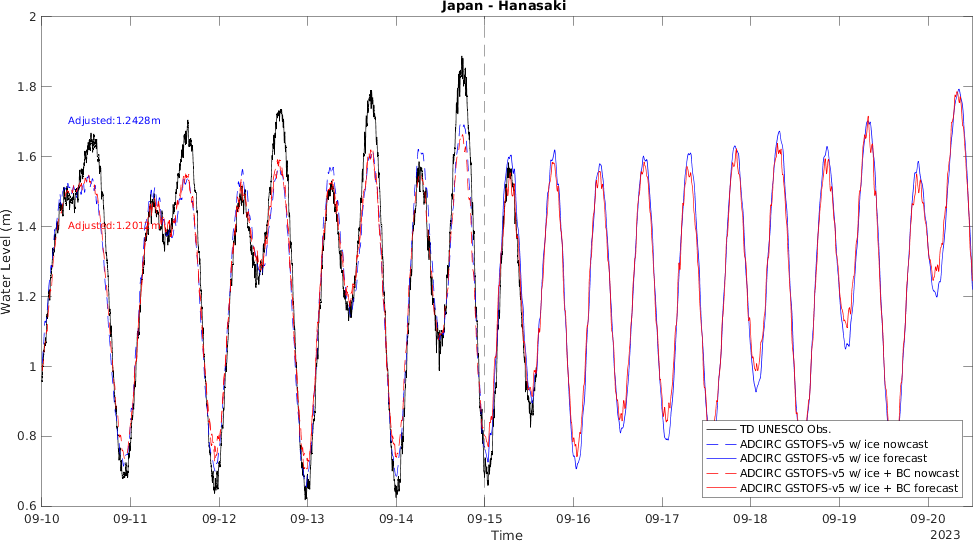 Japan - Hanasaki
Water Level (m)
2
1.8
1.6
1.4
1.2
1
0.8
0.6
Adjusted:1.2428m
Adjusted:1.201
TD UNESCO Obs.
ADCIRC GSTOFS-v5 w/ ice nowcast
ADCIRC GSTOFS-v5 w/ ice forecast
ADCIRC GSTOFS-v5 w/ ice + BC nowcast
ADCIRC GSTOFS-v5 w/ ice + BC forecast
09-10 09-11 09-12 09-13 09-14 09-15 09-16 09-17 09-18 09-19 09-20
2023
Time